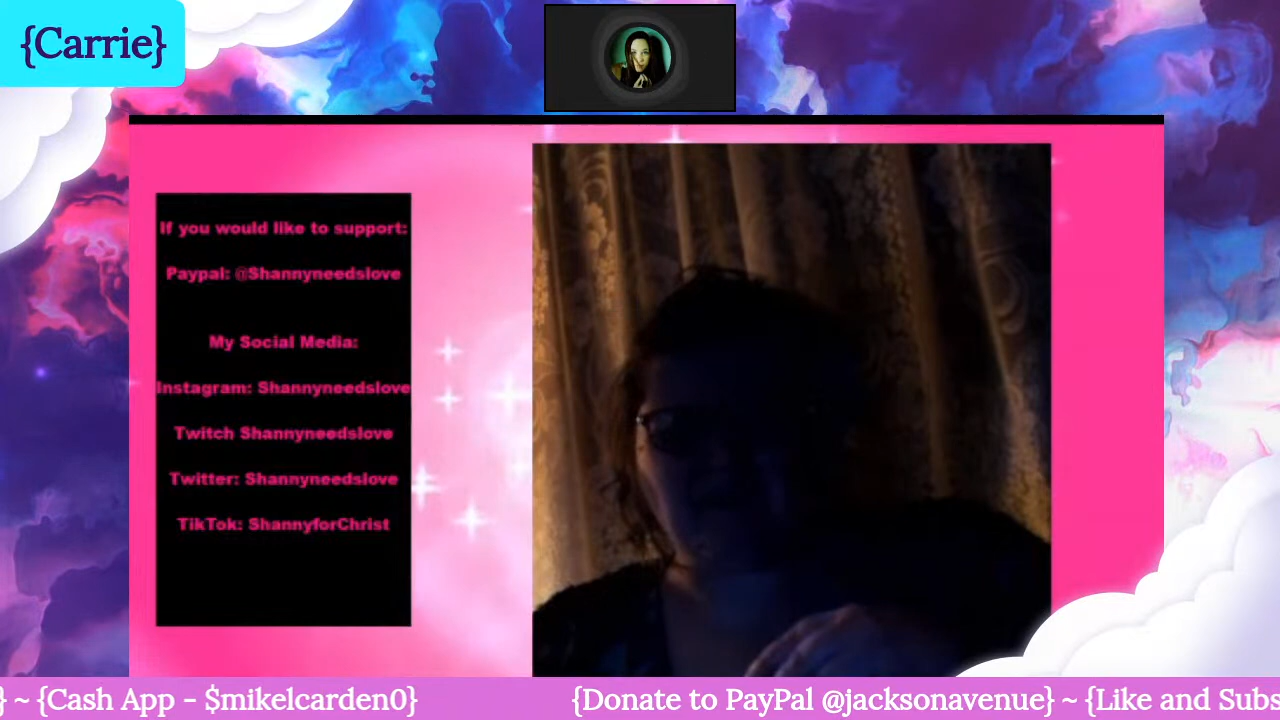 {Carrie}
If you would like to support:
Paypal: @Shannyneedslove
My Social Media:
Instagram: Shannyneedslove
Twitch Shannyneedslove
Twitter: Shannyneedslove
TikTok: ShannyforChrist
} ~ {Cash App - $mikelcarden0} {Donate to PayPal @jacksonavenue} ~ {Like and Subs